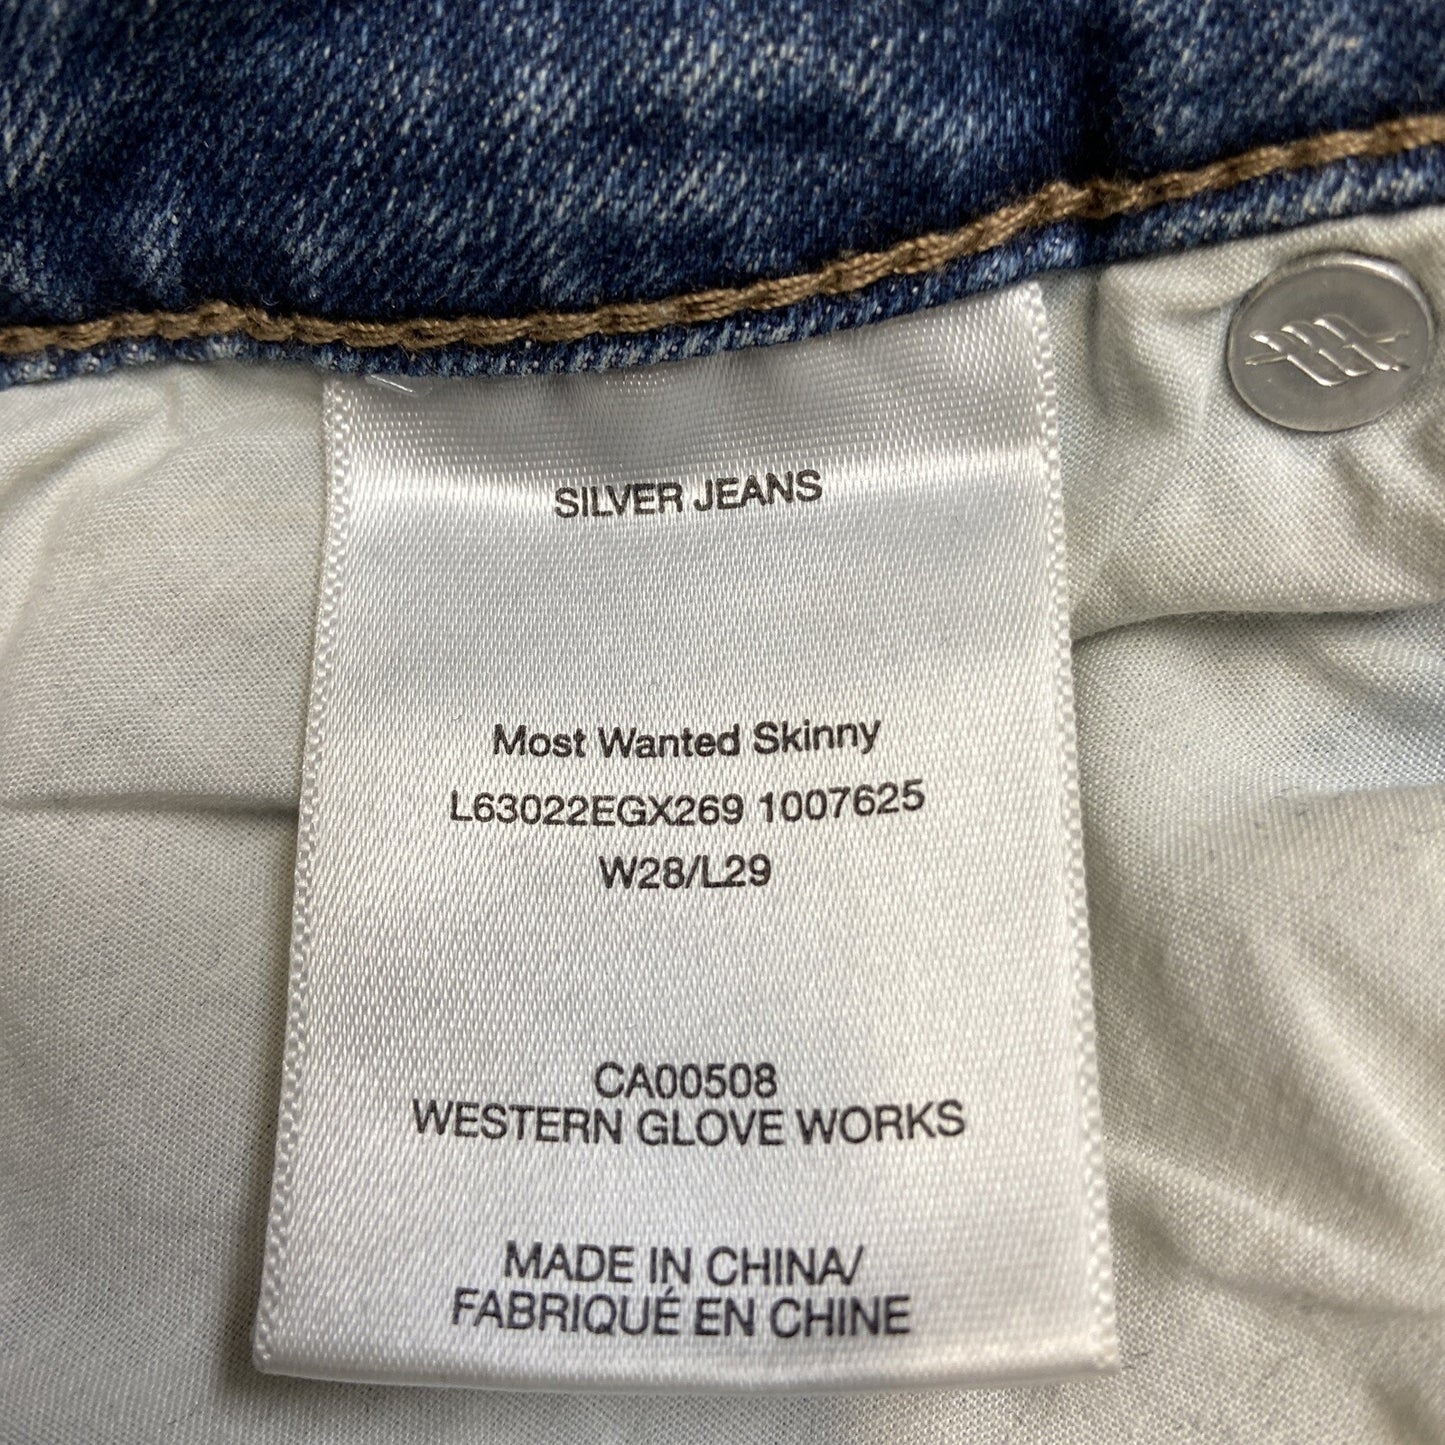 SILVER JEANS
Most Wanted Skinny
L63022EGX269 1007625
W28/L29
CA00508
WESTERN GLOVE WORKS
MADE IN CHINA/
FABRIQUÉ EN CHINE